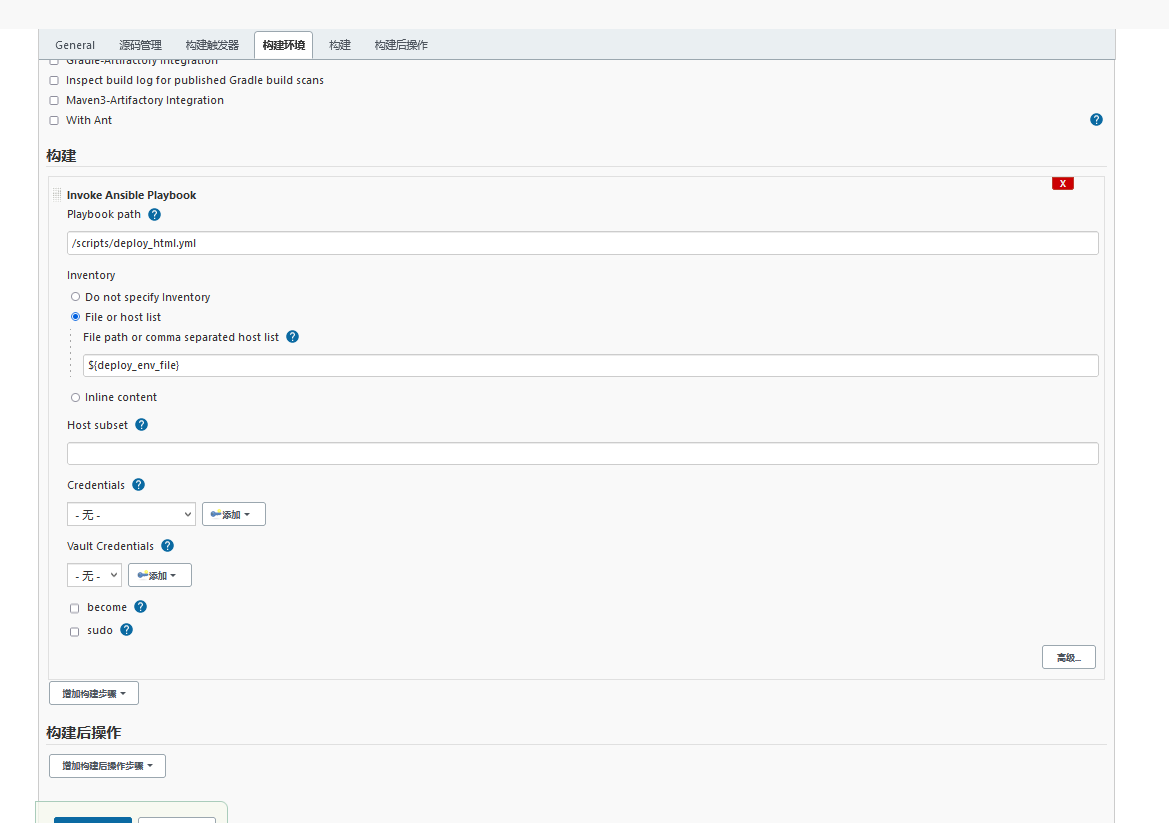 General 源码管理 构建触发器 构建环境 构建 构建后操作
Gradle-Artifactory Integration
Inspect build log for published Gradle build scans
Maven3-Artifactory Integration
With Ant
?
构建
X
Invoke Ansible Playbook
Playbook path ?
/scripts/deploy_html.yml
Inventory
Do not specify Inventory
File or host list
File path or comma separated host list ?
${deploy_env_file}
Inline content
Host subset ?
Credentials ?
- 无 - 添加
Vault Credentials ?
- 无 - 添加
become ?
sudo ?
高级...
增加构建步骤
构建后操作
增加构建后操作步骤